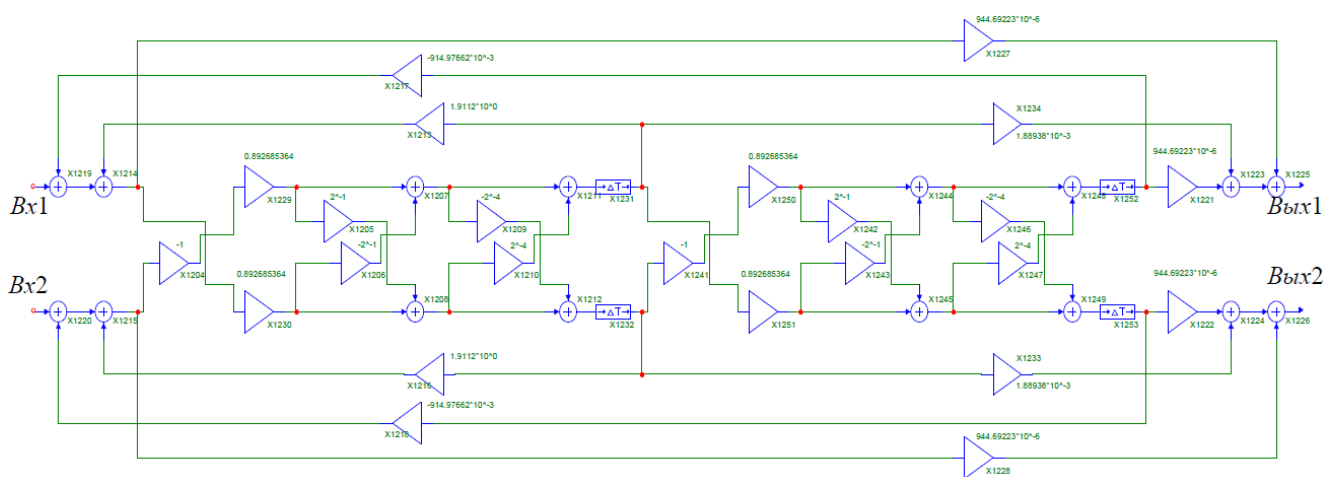 944.69223*10^-6
X1227
-914.97662*10^-3
X1217
1.9112*10^0
X1213
X1234
1.88938*10^-3
0.892685364
0.892685364
944.69223*10^-6
X1219
X1214
X1229
X1207
X1211
X1231
X1250
X1244
X1248
ΔT
X1252
X1221
X1223
X1225
ΔT
Вх1
Вых1
2^-1
X1205
-2^-4
X1209
2^-1
X1242
-2^-4
X1246
-1
X1204
-2^-1
X1206
2^-4
X1210
-1
X1241
-2^-1
X1243
2^-4
X1247
Вх2
Вых2
0.892685364
0.892685364
944.69223*10^-6
X1220
X1215
X1230
X1208
X1212
ΔT
X1232
X1251
X1245
X1249
ΔT
X1253
X1222
X1224
X1226
1.9112*10^0
X1216
X1233
1.88938*10^-3
-914.97662*10^-3
X1218
944.69223*10^-6
X1228